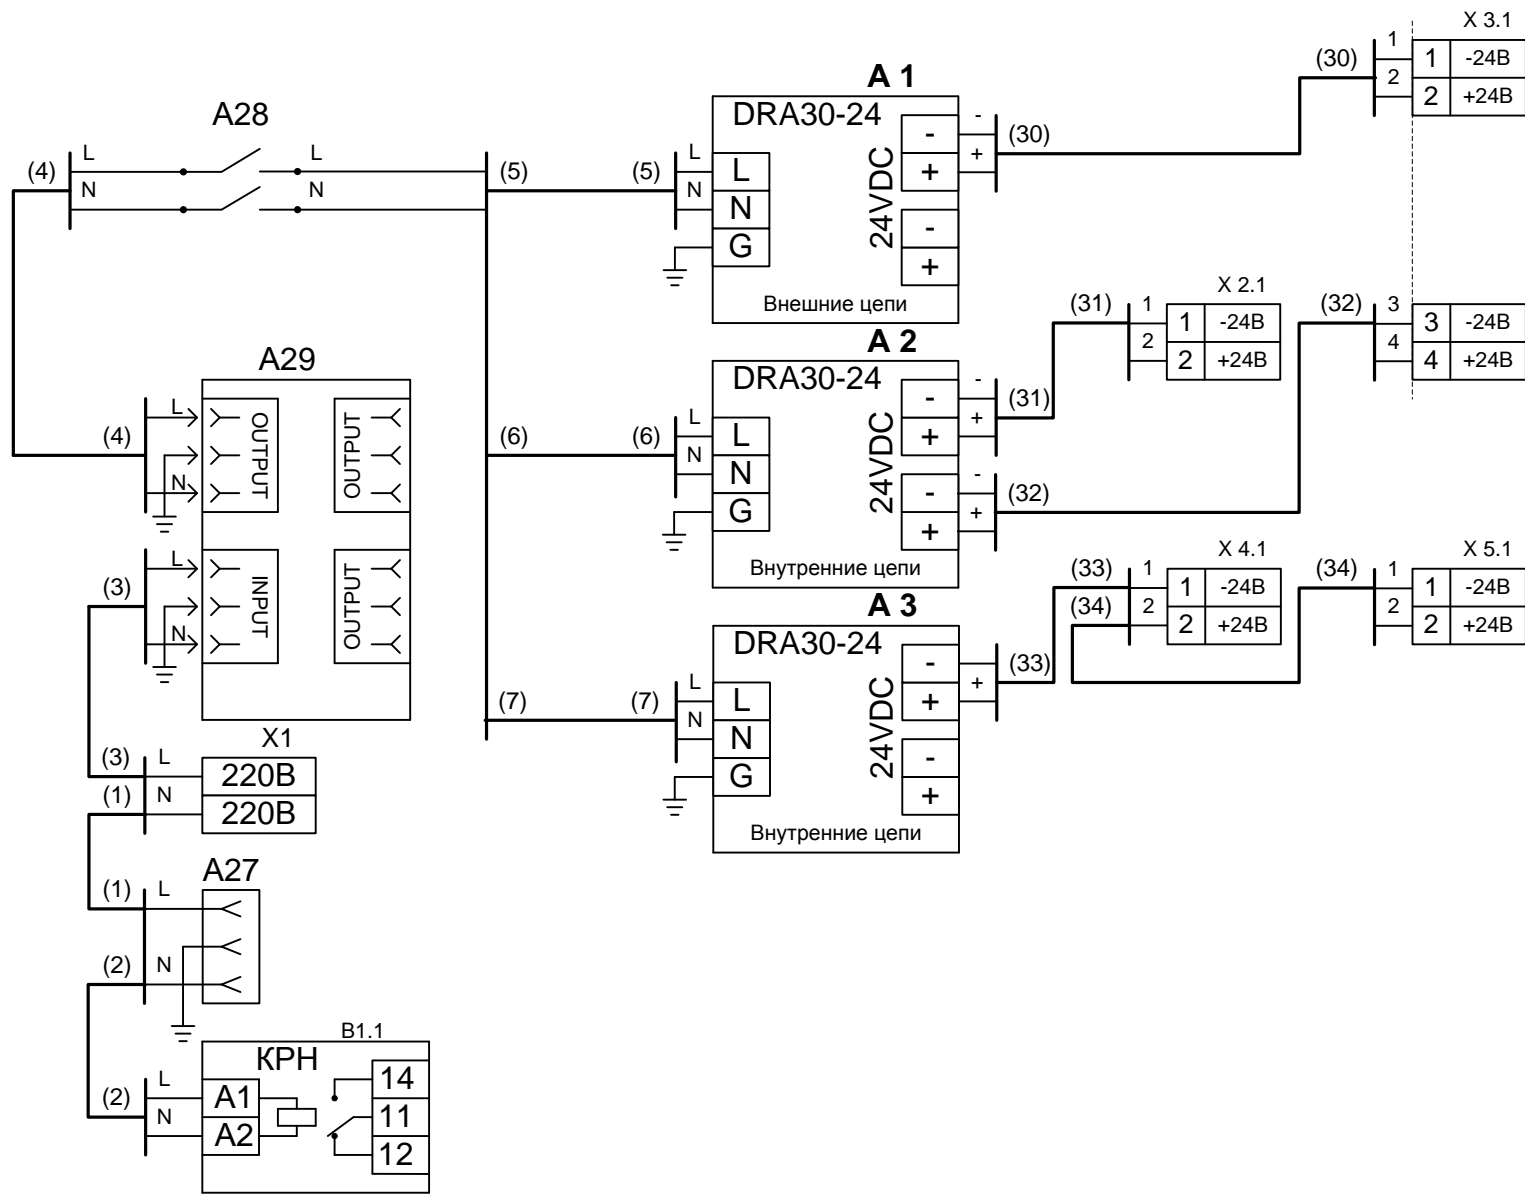 A28
(4)
L
N
L
N
(5)
(5)
L
N
A 1
DRA30-24
L
N
G
24VDC
-
+
-
+
Внешние цепи
-
+
(30)
(30)
1
2
X 3.1
1
-24В
2
+24В
A29
(4)
L
N
OUTPUT
OUTPUT
(3)
L
N
INPUT
OUTPUT
(6)
(6)
L
N
A 2
DRA30-24
L
N
G
24VDC
-
+
-
+
Внутренние цепи
-
+
(31)
-
+
(32)
(31)
1
2
X 2.1
1
-24В
2
+24В
(32)
3
4
3
-24В
4
+24В
(7)
(7)
L
N
A 3
DRA30-24
L
N
G
24VDC
-
+
-
+
Внутренние цепи
-
+
(33)
(33)
(34)
1
2
X 4.1
1
-24В
2
+24В
(34)
1
2
X 5.1
1
-24В
2
+24В
X1
(3)
L
(1)
N
220В
220В
A27
(1)
L
(2)
N
B1.1
КРН
(2)
L
N
A1
A2
14
11
12